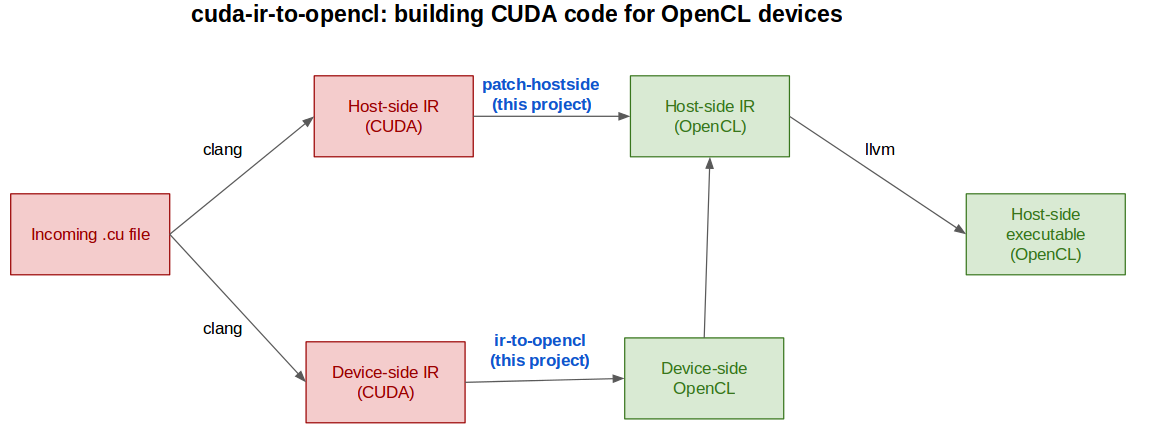 cuda-ir-to-opencl: building CUDA code for OpenCL devices
patch-hostside
(this project)
Host-side IR
(CUDA)
Host-side IR
(OpenCL)
clang
llvm
Incoming .cu file
Host-side
executable
(OpenCL)
clang
ir-to-opencl
(this project)
Device-side IR
(CUDA)
Device-side
OpenCL